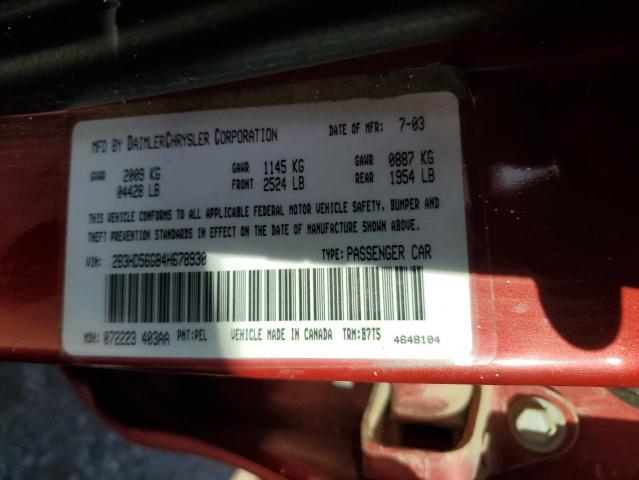 MFD BY DAIMLERCHRYSLER CORPORATION DATE OF MFR: 7-03
GVWR 2009 KG GAWR 1145 KG GAWR 0887 KG
04428 LB FRONT 2524 LB REAR 1954 LB
THIS VEHICLE CONFORMS TO ALL APPLICABLE FEDERAL MOTOR VEHICLE SAFETY, BUMPER AND
THEFT PREVENTION STANDARDS IN EFFECT ON THE DATE OF MANUFACTURE SHOWN ABOVE.
VIN: 2B3HD56G84H678930 TYPE: PASSENGER CAR
MDH: 072223 403AA PNT: PEL VEHICLE MADE IN CANADA TRM: B7T5 4648104